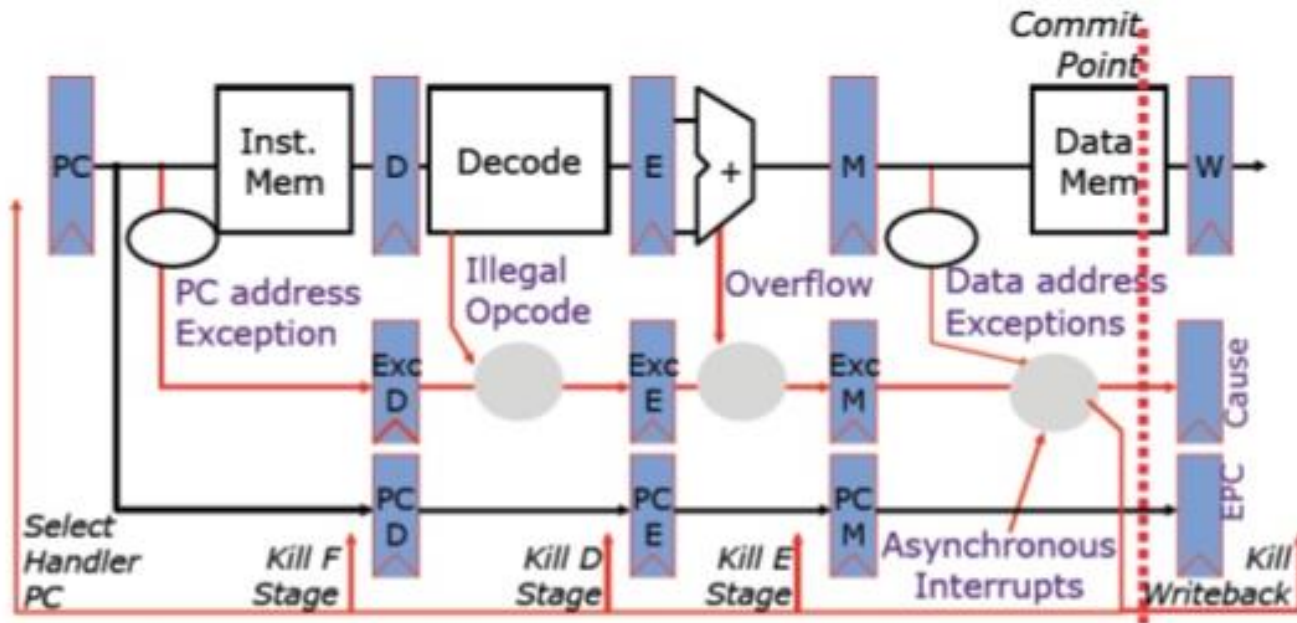 Commit
Point
PC
Inst.
Mem
D
Decode
E
+
M
Data
Mem
W
PC address
Exception
Illegal
Opcode
Overflow
Data address
Exceptions
Exc
D
Exc
E
Exc
M
Cause
PC
D
PC
E
PC
M
EPC
Select
Handler
PC
Kill F
Stage
Kill D
Stage
Kill E
Stage
Asynchronous
Interrupts
Kill
Writeback